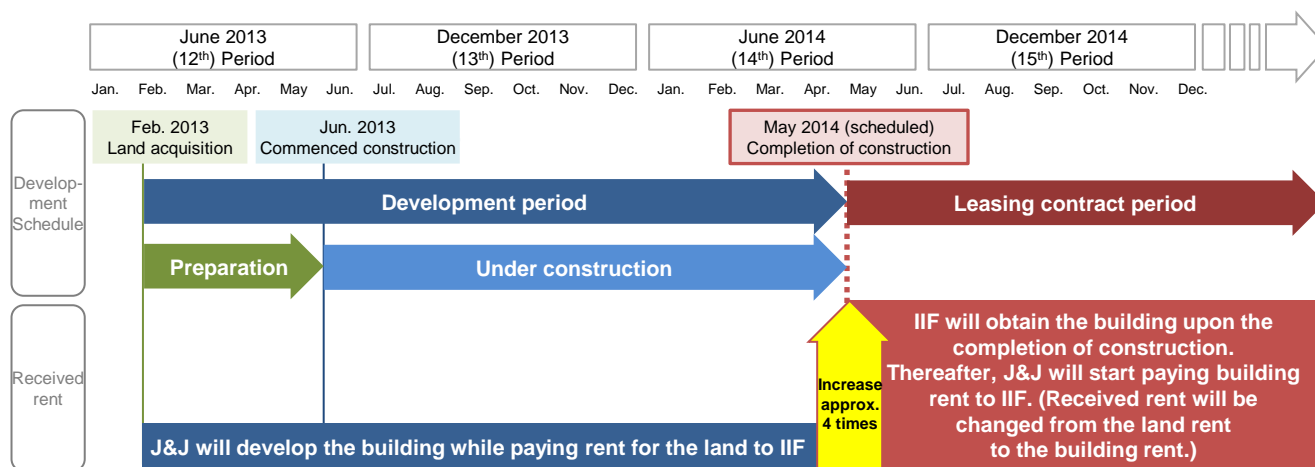 June 2013
(12th) Period
December 2013
(13th) Period
June 2014
(14th) Period
December 2014
(15th) Period
Jan. Feb. Mar. Apr. May Jun. Jul. Aug. Sep. Oct. Nov. Dec. Jan. Feb. Mar. Apr. May Jun. Jul. Aug. Sep. Oct. Nov. Dec.
Develop-
ment
Schedule
Feb. 2013
Land acquisition
Jun. 2013
Commenced construction
May 2014 (scheduled)
Completion of construction
Development period
Leasing contract period
Preparation
Under construction
Received
rent
J&J will develop the building while paying rent for the land to IIF
Increase
approx.
4 times
IIF will obtain the building upon the
completion of construction.
Thereafter, J&J will start paying building
rent to IIF. (Received rent will be
changed from the land rent
to the building rent.)